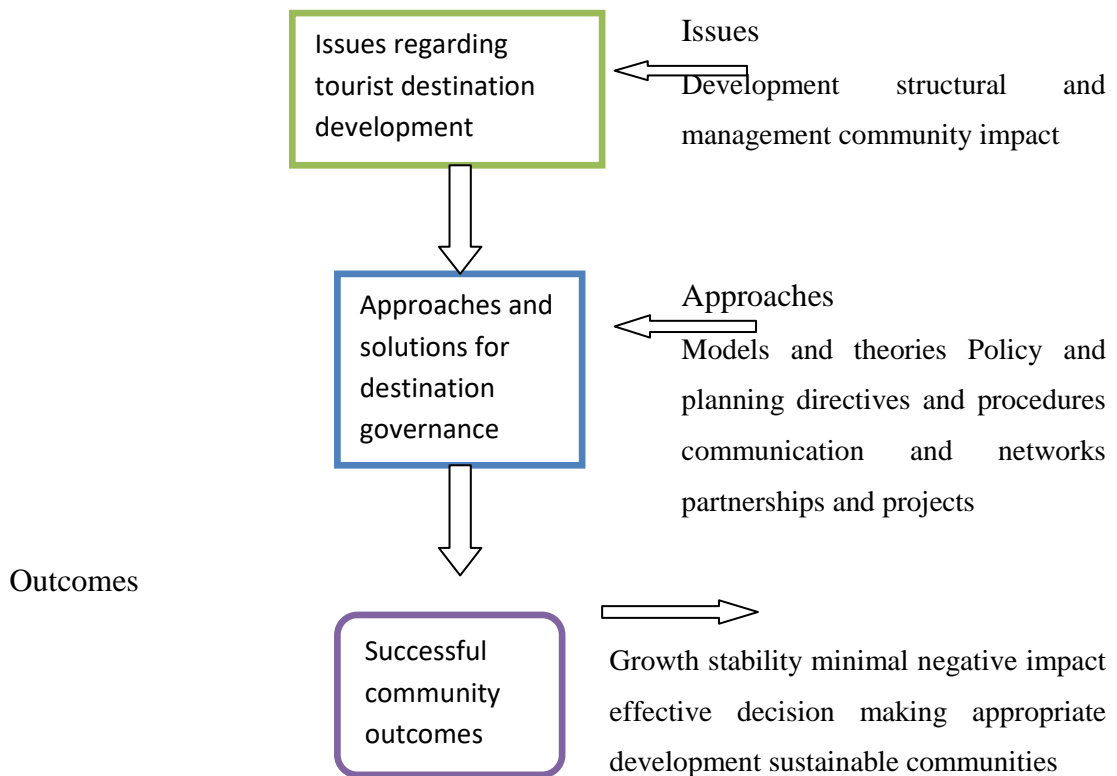 Issues regarding
tourist destination
development
Issues
Development structural and
management community impact
Approaches and
solutions for
destination
governance
Approaches
Models and theories Policy and
planning directives and procedures
communication and networks
partnerships and projects
Outcomes
Successful
community
outcomes
Growth stability minimal negative impact
effective decision making appropriate
development sustainable communities